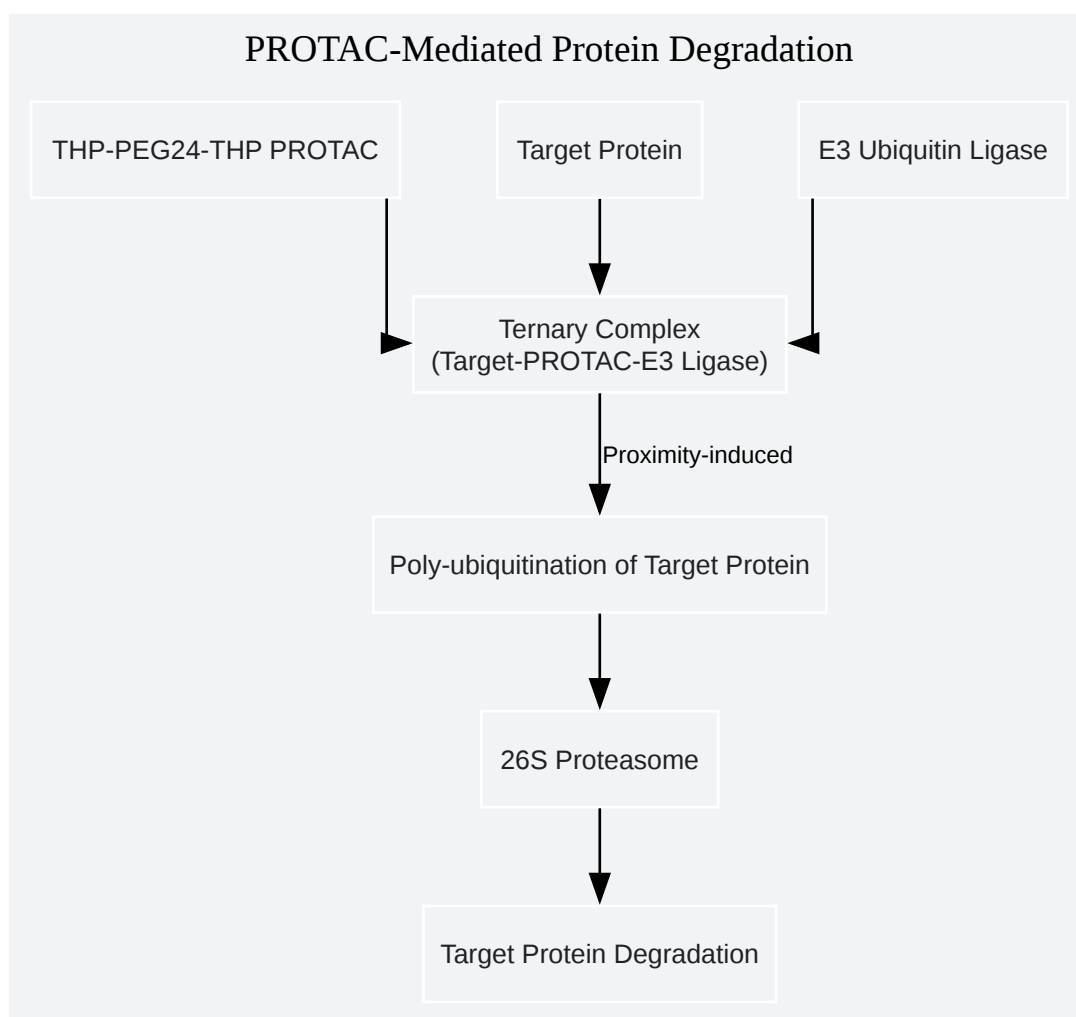 PROTAC-Mediated Protein Degradation
THP-PEG24-THP PROTAC
Target Protein
E3 Ubiquitin Ligase
Ternary Complex
(Target-PROTAC-E3 Ligase)
Proximity-induced
Poly-ubiquitination of Target Protein
26S Proteasome
Target Protein Degradation